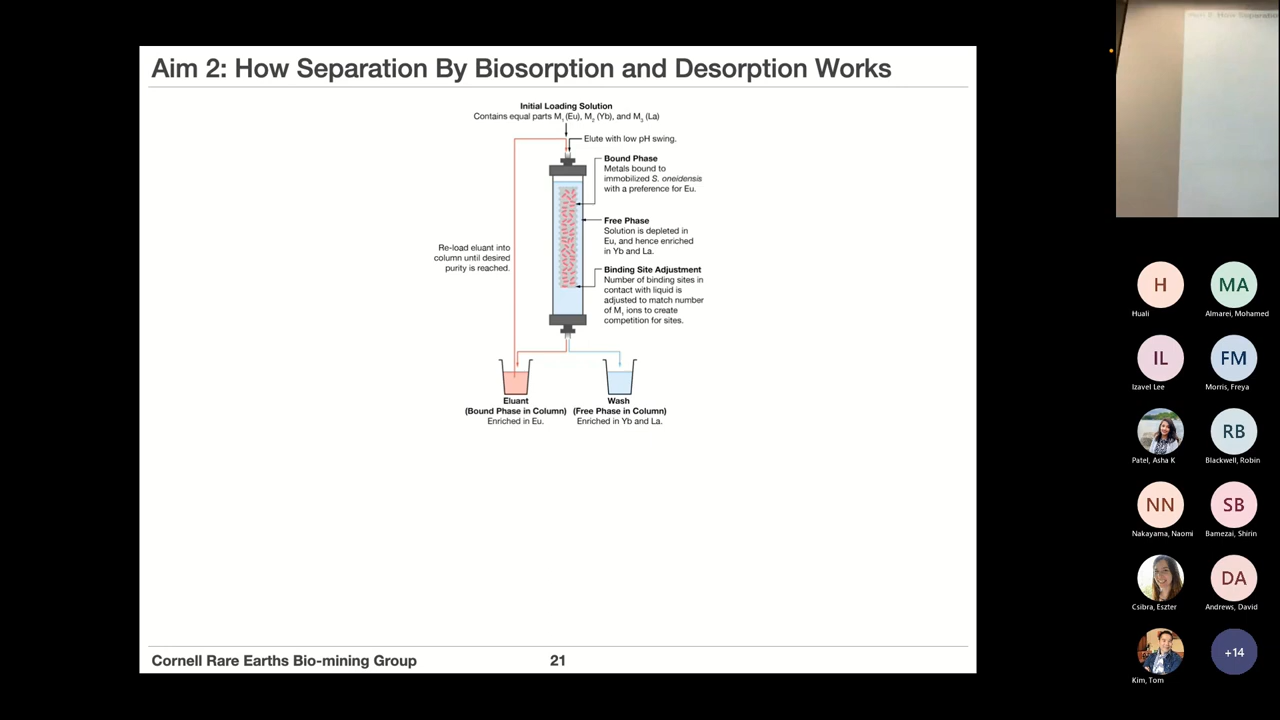 Aim 2: How Separation By Biosorption and Desorption Works
Initial Loading Solution
Contains equal parts M1 (Eu), M2 (Yb), and M3 (La)
Elute with low pH swing.
Bound Phase
Metals bound to
immobilized S. oneidensis
with a preference for Eu.
Free Phase
Solution is depleted in
Eu, and hence enriched
in Yb and La.
Re-load eluant into
column until desired
purity is reached.
Binding Site Adjustment
Number of binding sites in
contact with liquid is
adjusted to match number
of M1 ions to create
competition for sites.
Eluant
(Bound Phase in Column)
Enriched in Eu.
Wash
(Free Phase in Column)
Enriched in Yb and La.
Cornell Rare Earths Bio-mining Group
21
H
Huali
MA
Almarei, Mohamed
IL
Izavel Lee
FM
Morris, Freya
Patel, Asha K
RB
Blackwell, Robin
NN
Nakayama, Naomi
SB
Bamezai, Shirin
Csibra, Eszter
DA
Andrews, David
Kim, Tom
+14